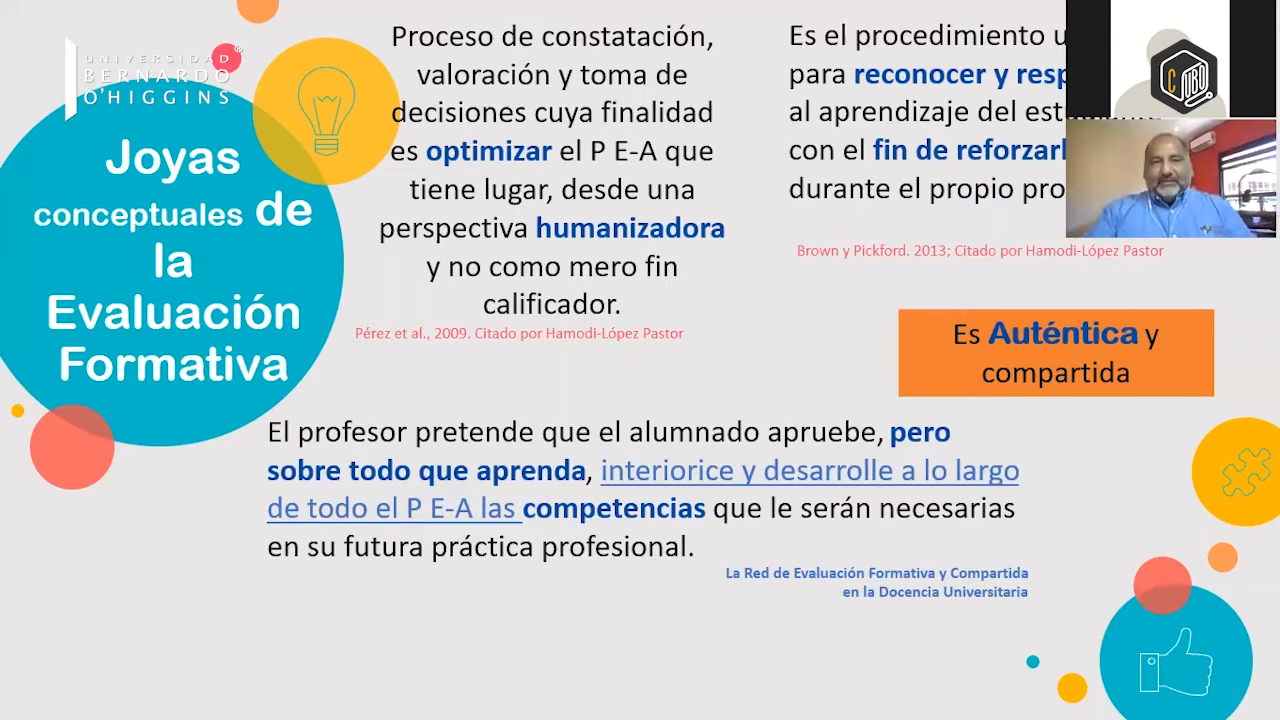 UNIVERSIDAD
BERNARDO
O'HIGGINS
Joyas
conceptuales de
la
Evaluación
Formativa
Proceso de constatación,
valoración y toma de
decisiones cuya finalidad
es optimizar el P E-A que
tiene lugar, desde una
perspectiva humanizadora
y no como mero fin
calificador.
Pérez et al., 2009. Citado por Hamodi-López Pastor
Es el procedimiento
para reconocer y
al aprendizaje del
con el fin de
durante el propio
Brown y Pickford. 2013; Citado por Hamodi-López Pastor
Es Auténtica y
compartida
El profesor pretende que el alumnado apruebe, pero
sobre todo que aprenda, interiorice y desarrolle a lo largo
de todo el P E-A las competencias que le serán necesarias
en su futura práctica profesional.
La Red de Evaluación Formativa y Compartida
en la Docencia Universitaria